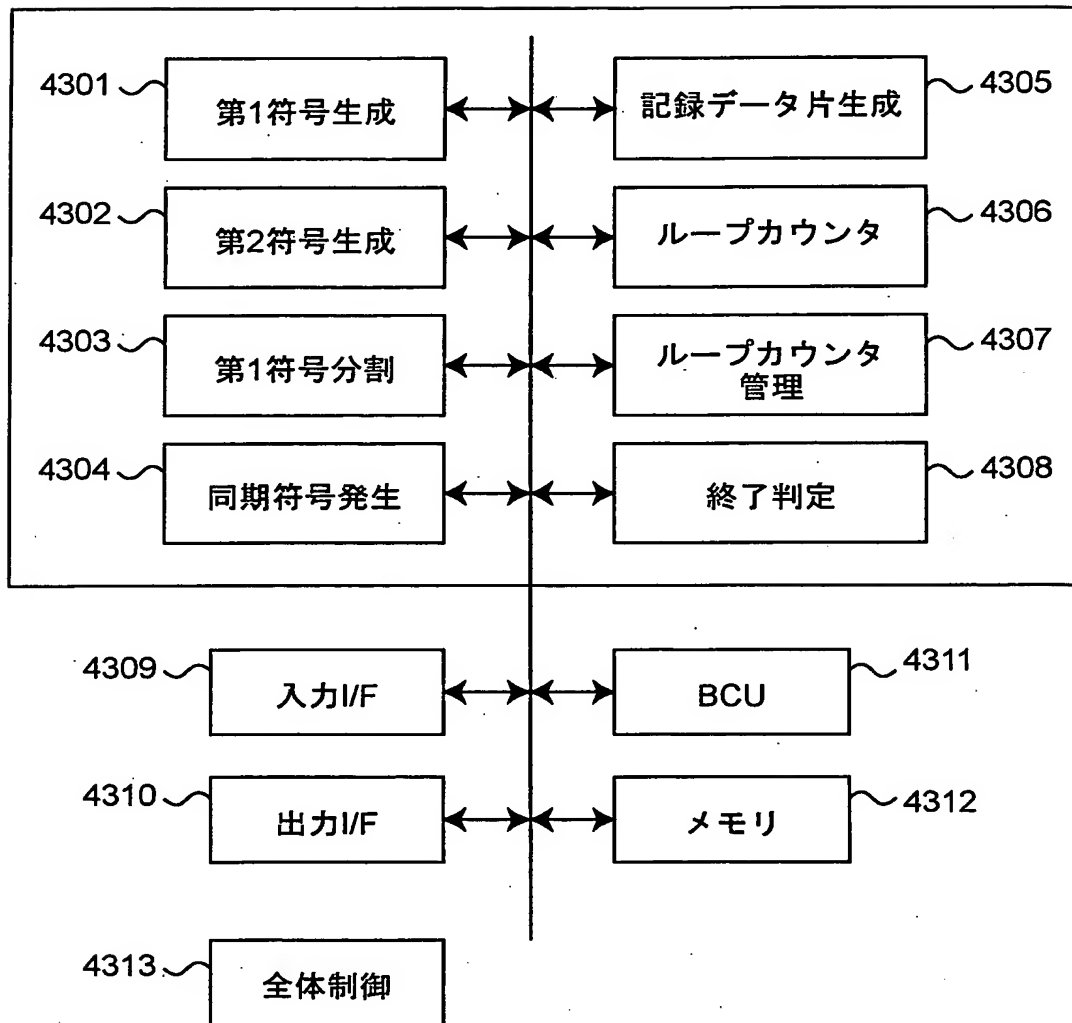 4301
第1符号生成
記録データ片生成
4305
4302
第2符号生成
ループカウンタ
4306
4303
第1符号分割
ループカウンタ
管理
4307
4304
同期符号発生
終了判定
4308
4309
入力I/F
BCU
4311
4310
出力I/F
メモリ
4312
4313
全体制御